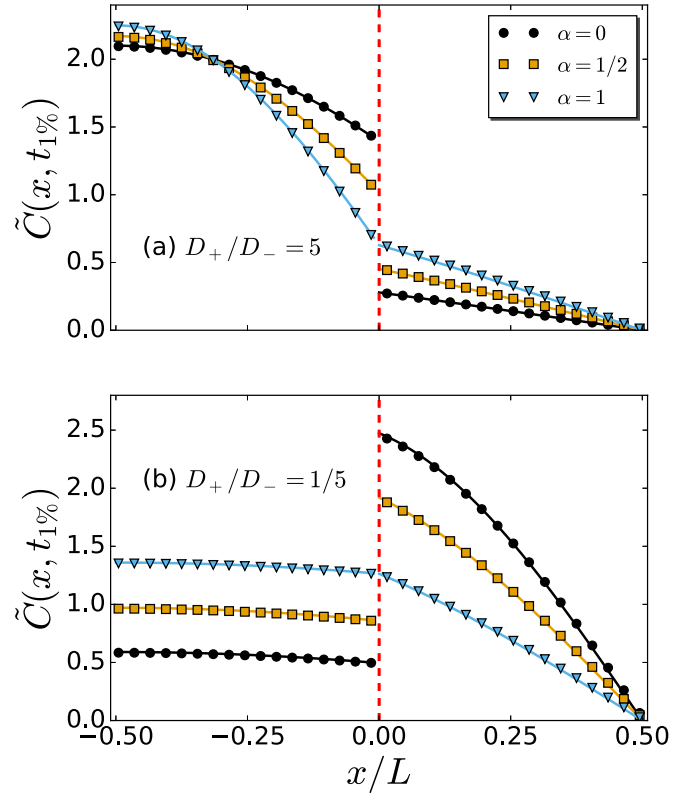 2.0
1.5
1.0
0.5
0.0
C̃(x, t₁%)
(a) D₊/D₋ = 5
α = 0
α = 1/2
α = 1
2.5
2.0
1.5
1.0
0.5
0.0
C̃(x, t₁%)
(b) D₊/D₋ = 1/5
−0.50
−0.25
0.00
0.25
0.50
x/L